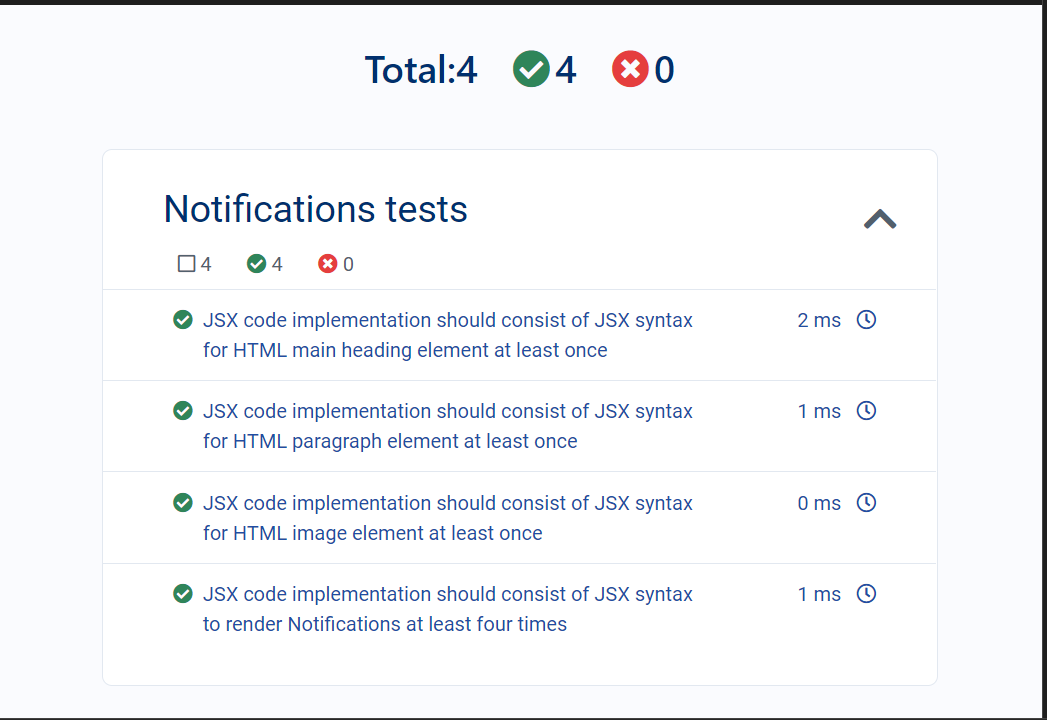 Total:4 4 0
Notifications tests
4 4 0
JSX code implementation should consist of JSX syntax 2 ms
for HTML main heading element at least once
JSX code implementation should consist of JSX syntax 1 ms
for HTML paragraph element at least once
JSX code implementation should consist of JSX syntax 0 ms
for HTML image element at least once
JSX code implementation should consist of JSX syntax 1 ms
to render Notifications at least four times